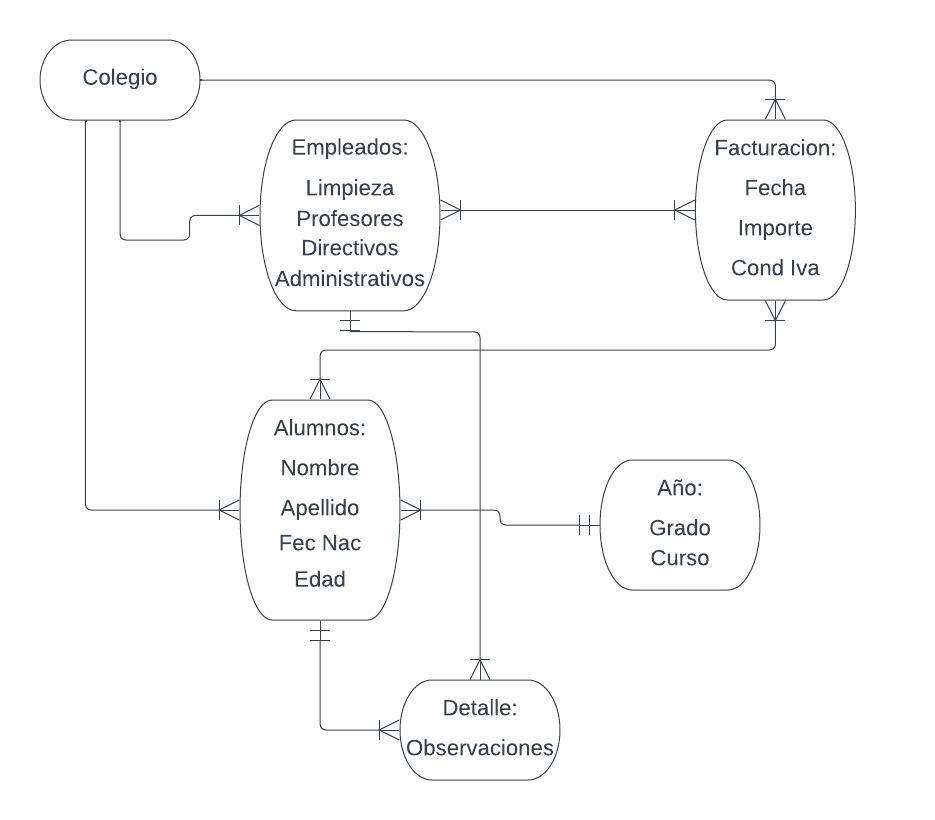 Colegio
Empleados:
Limpieza
Profesores
Directivos
Administrativos
Facturacion:
Fecha
Importe
Cond Iva
Alumnos:
Nombre
Apellido
Fec Nac
Edad
Año:
Grado
Curso
Detalle:
Observaciones